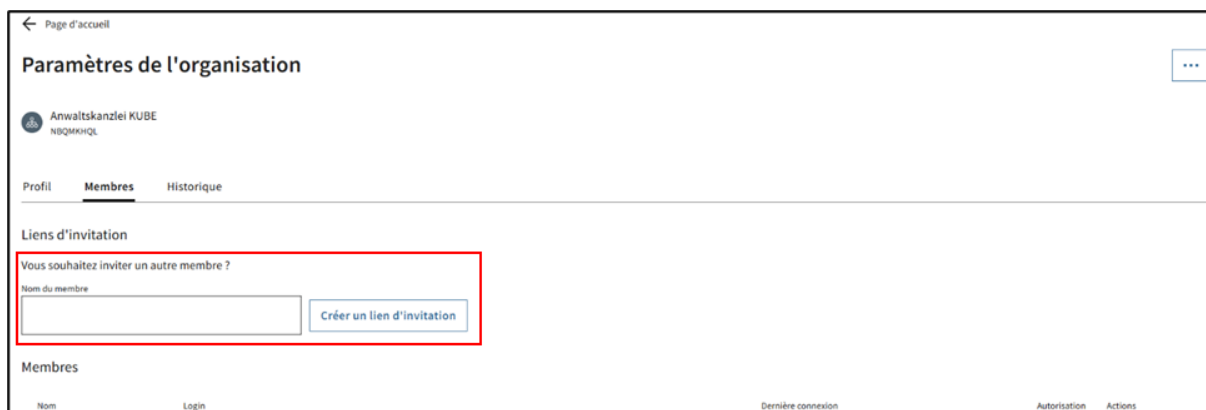 ← Page d'accueil
Paramètres de l'organisation
...
Anwaltskanzlei KUBE
NBQMKHQL
Profil Membres Historique
Liens d'invitation
Vous souhaitez inviter un autre membre ?
Nom du membre
Créer un lien d'invitation
Membres
Nom Login Dernière connexion Autorisation Actions